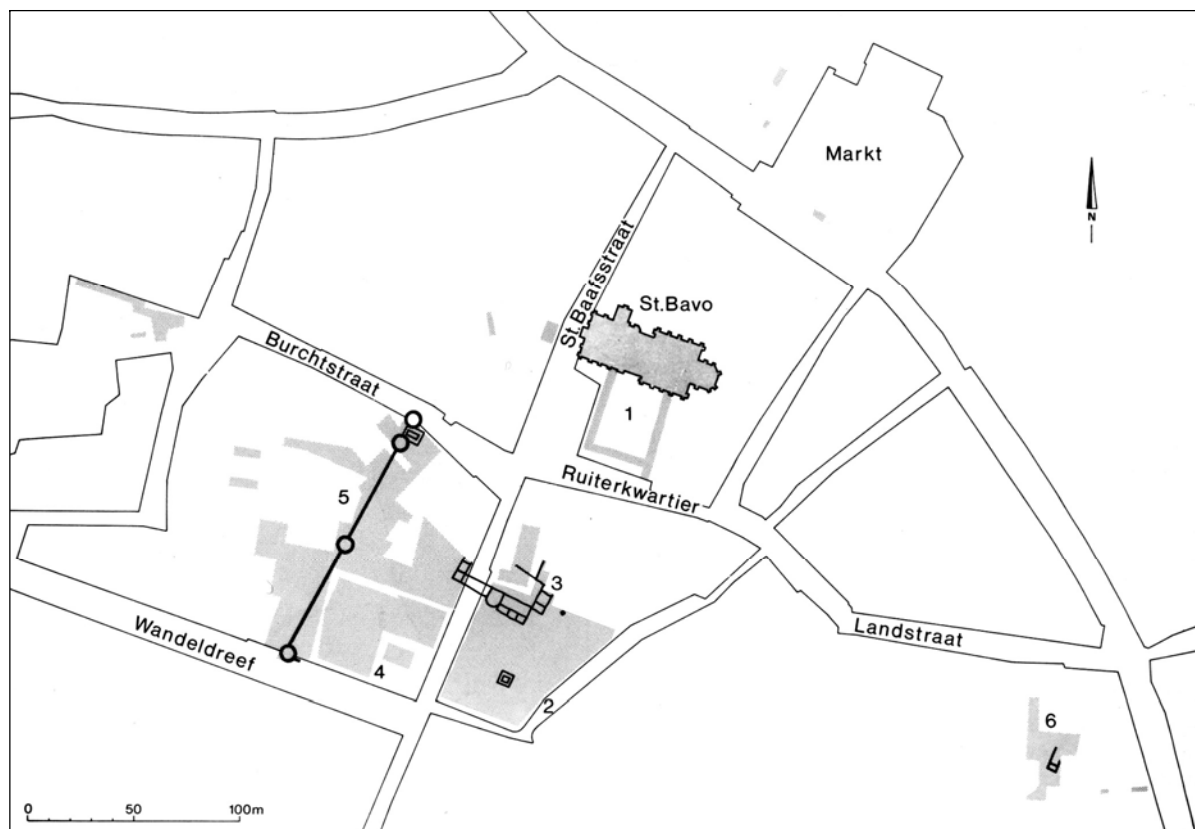 Markt
N
St.Baafsstraat
St.Bavo
Burchtstraat
1
Ruiterkwartier
5
3
Wandeldreef
4
2
Landstraat
6
0 50 100m